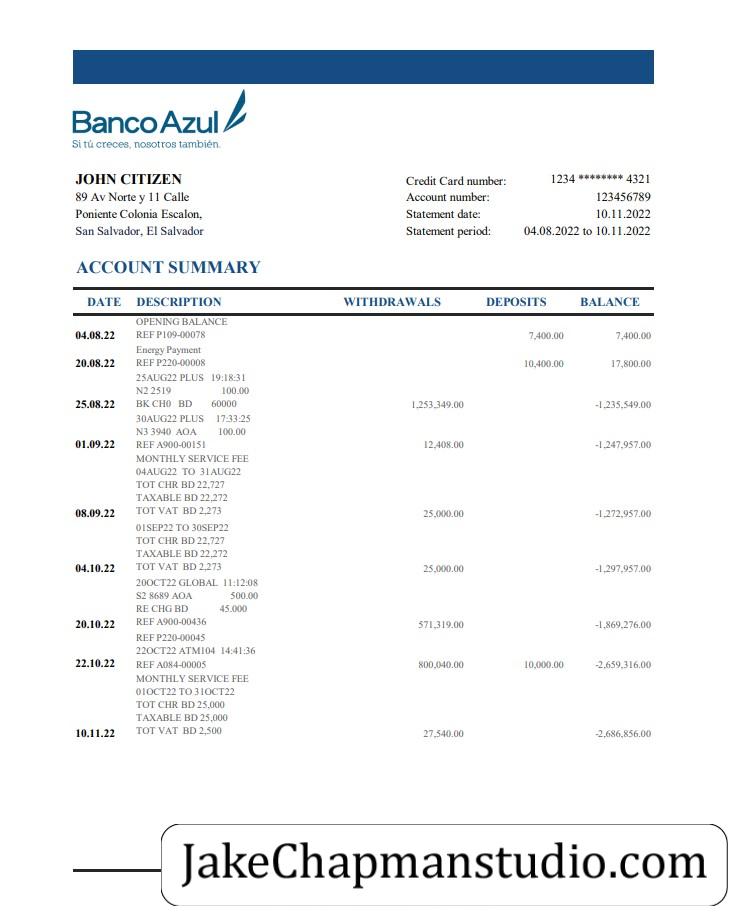 Banco Azul
Si tú creces, nosotros también.
JOHN CITIZEN
89 Av Norte y 11 Calle
Poniente Colonia Escalon,
San Salvador, El Salvador
Credit Card number: 1234 ******** 4321
Account number: 123456789
Statement date: 10.11.2022
Statement period: 04.08.2022 to 10.11.2022
ACCOUNT SUMMARY
DATE DESCRIPTION WITHDRAWALS DEPOSITS BALANCE
OPENING BALANCE
04.08.22 REF P109-00078 7,400.00 7,400.00
Energy Payment
20.08.22 REF P220-00008 10,400.00 17,800.00
25AUG22 PLUS 19:18:31
N2 2519 100.00
25.08.22 BK CH0 BD 60000 1,253,349.00 -1,235,549.00
30AUG22 PLUS 17:33:25
N3 3940 AOA 100.00
01.09.22 REF A900-00151 12,408.00 -1,247,957.00
MONTHLY SERVICE FEE
04AUG22 TO 31AUG22
TOT CHR BD 22,727
TAXABLE BD 22,272
08.09.22 TOT VAT BD 2,273 25,000.00 -1,272,957.00
01SEP22 TO 30SEP22
TOT CHR BD 22,727
TAXABLE BD 22,272
04.10.22 TOT VAT BD 2,273 25,000.00 -1,297,957.00
20OCT22 GLOBAL 11:12:08
S2 8689 AOA 500.00
RE CHG BD 45.000
20.10.22 REF A900-00436 571,319.00 -1,869,276.00
REF P220-00045
22OCT22 ATM104 14:41:36
22.10.22 REF A084-00005 800,040.00 10,000.00 -2,659,316.00
MONTHLY SERVICE FEE
01OCT22 TO 31OCT22
TOT CHR BD 25,000
TAXABLE BD 25,000
10.11.22 TOT VAT BD 2,500 27,540.00 -2,686,856.00
JakeChapmanstudio.com